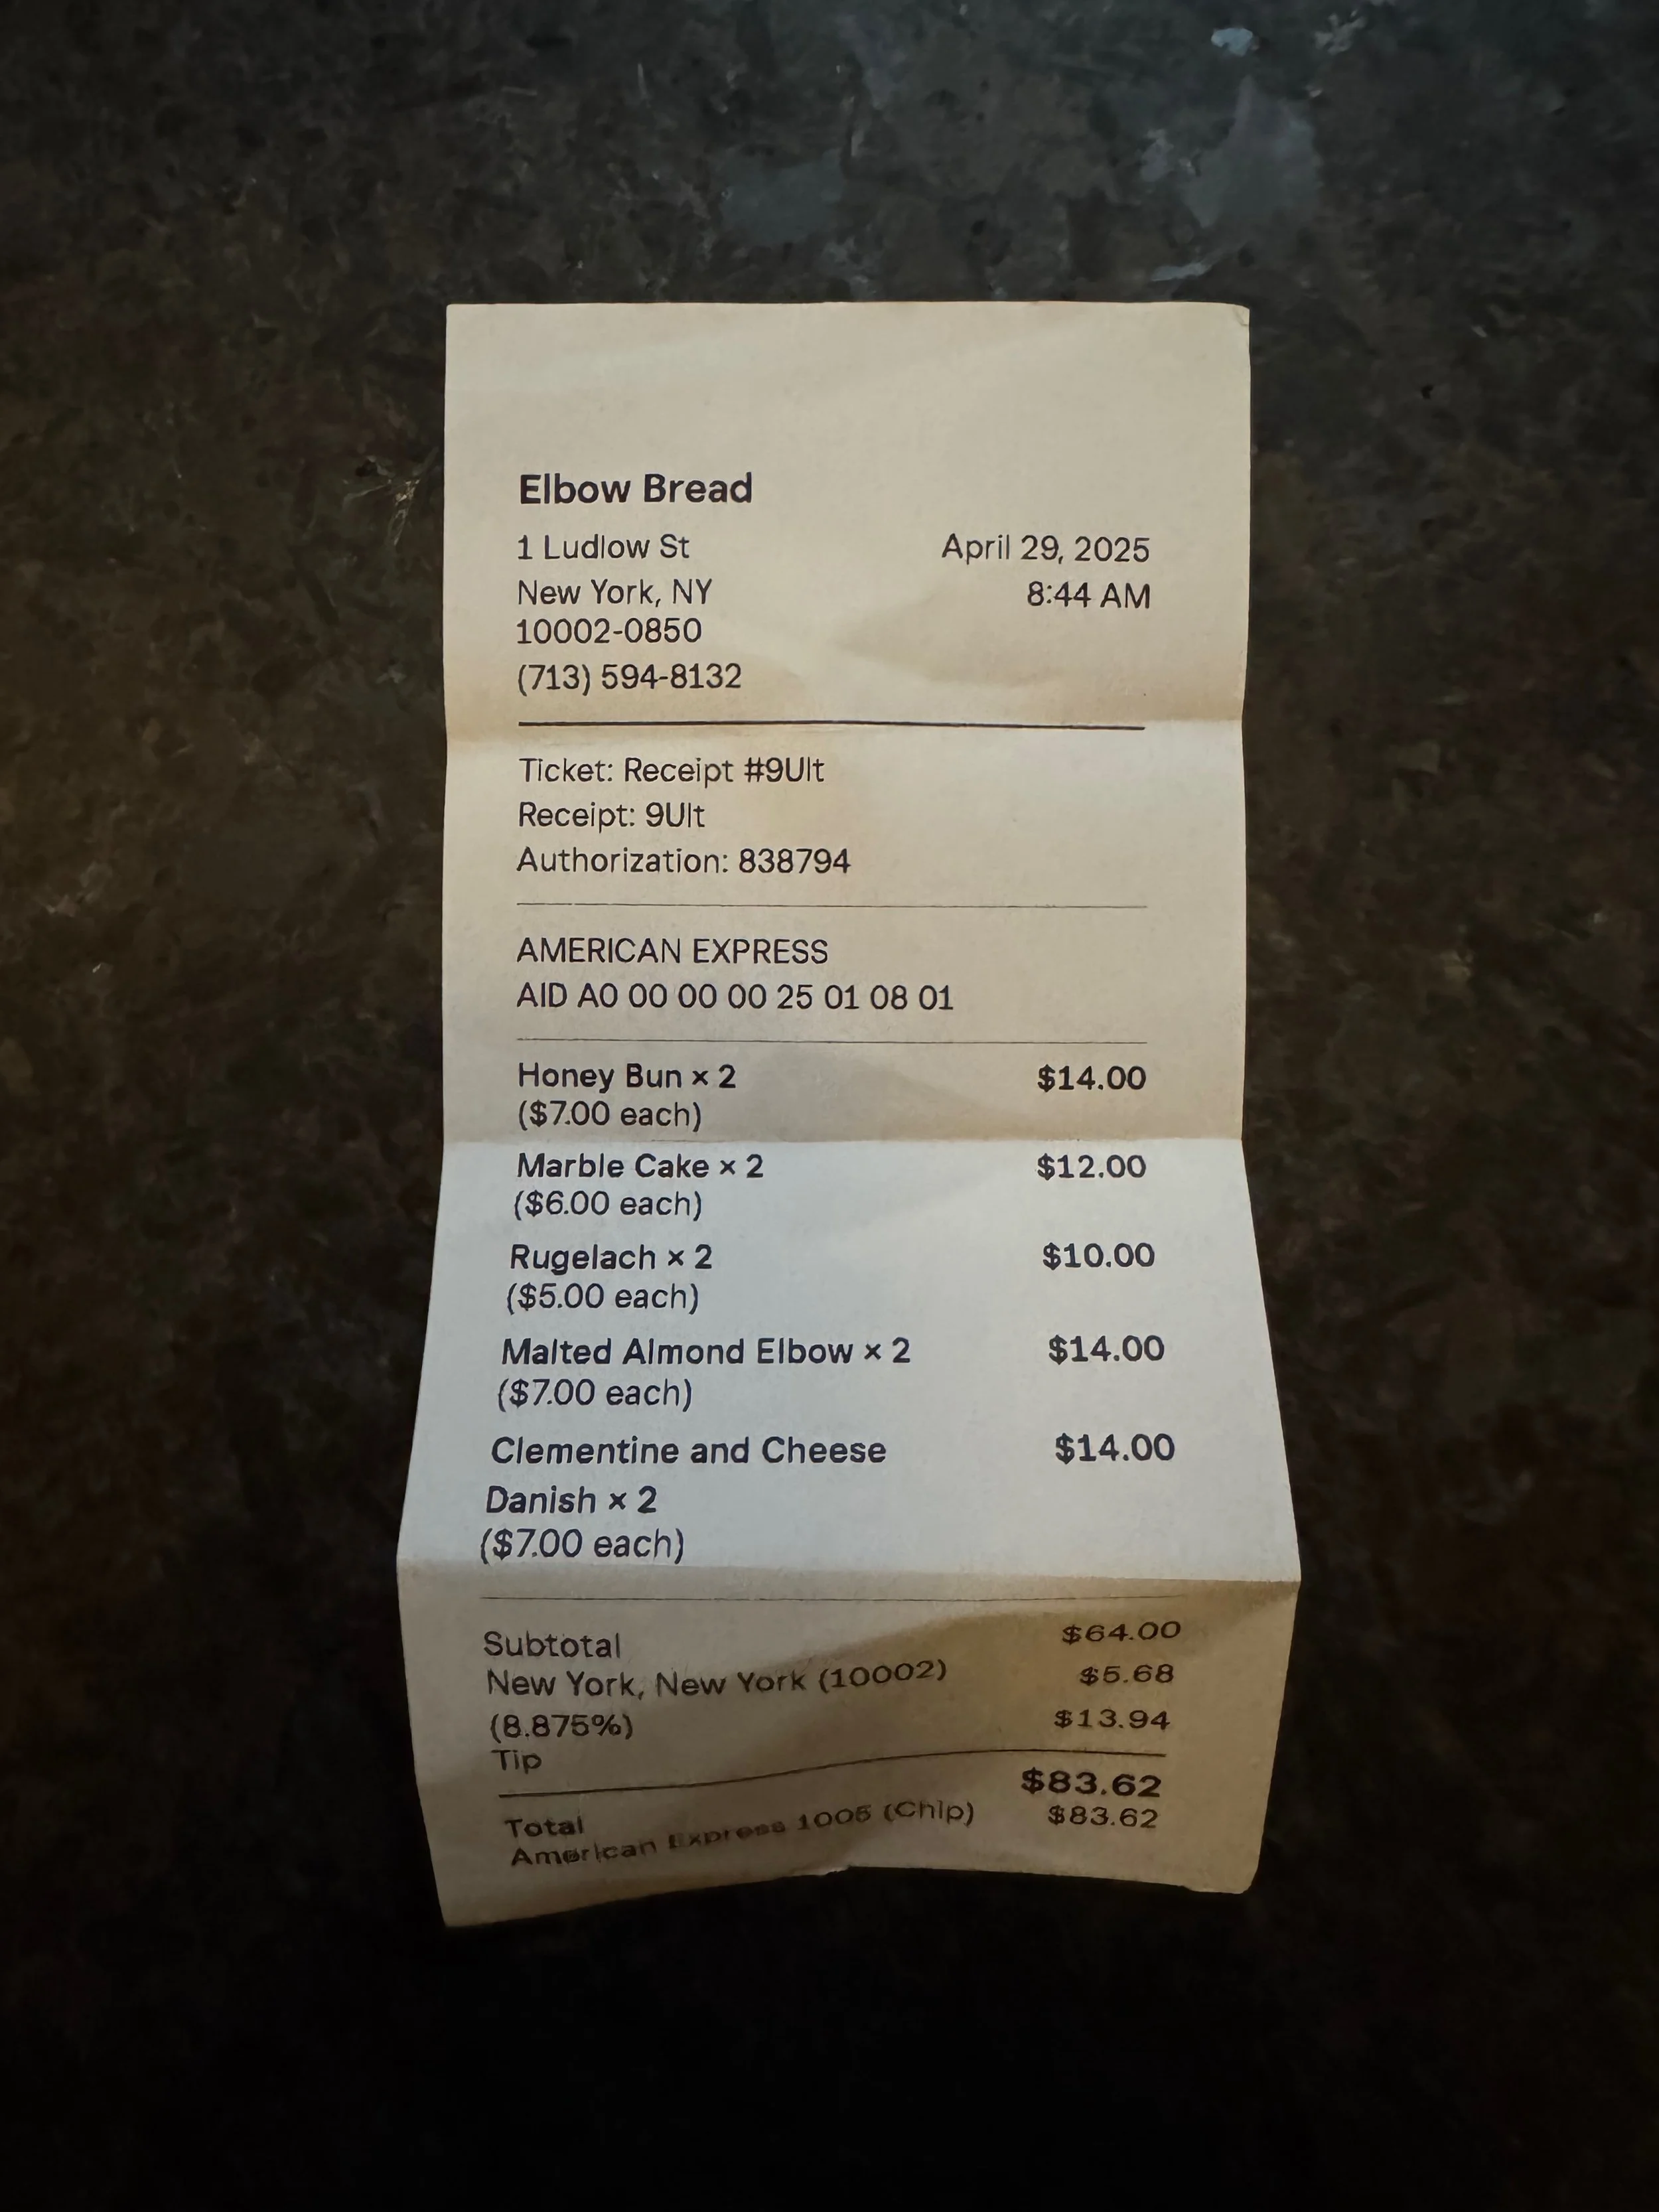 Elbow Bread
1 Ludlow St
April 29, 2025
New York, NY
8:44 AM
10002-0850
(713) 594-8132
Ticket: Receipt #9Ult
Receipt: 9Ult
Authorization: 838794
AMERICAN EXPRESS
AID A0 00 00 00 25 01 08 01
Honey Bun × 2 $14.00
($7.00 each)
Marble Cake × 2 $12.00
($6.00 each)
Rugelach × 2 $10.00
($5.00 each)
Malted Almond Elbow × 2 $14.00
($7.00 each)
Clementine and Cheese $14.00
Danish × 2
($7.00 each)
Subtotal $64.00
New York, New York (10002) $5.68
(8.875%)
Tip $13.94
Total $83.62
American Express 1005 (Chip) $83.62